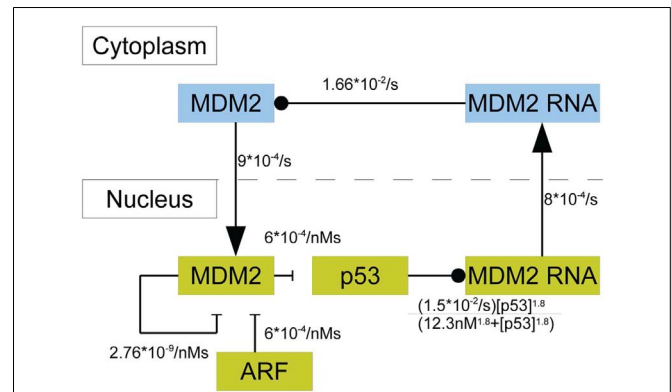 Cytoplasm
1.66*10⁻²/s
MDM2
MDM2 RNA
9*10⁻⁴/s
Nucleus
8*10⁻⁴/s
6*10⁻⁴/nMs
MDM2
p53
MDM2 RNA
(1.5*10⁻²/s)[p53]¹·⁸
(12.3nM¹·⁸+[p53]¹·⁸)
6*10⁻⁴/nMs
2.76*10⁻⁹/nMs
ARF